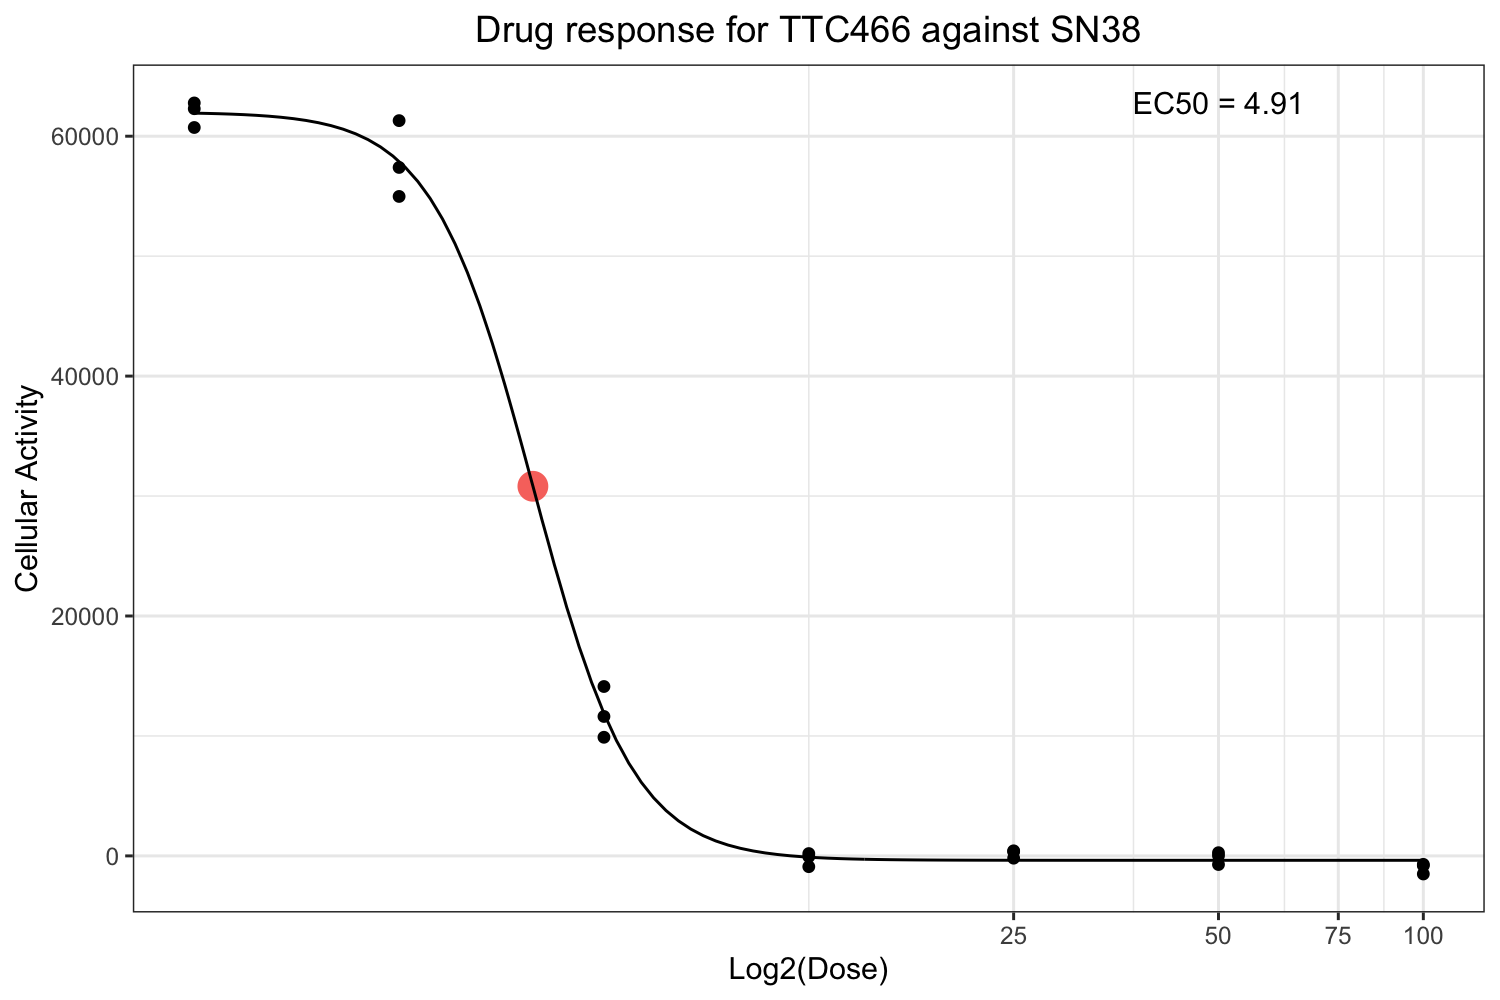 Drug response for TTC466 against SN38
EC50 = 4.91
60000
40000
20000
0
Cellular Activity
25 50 75 100
Log2(Dose)